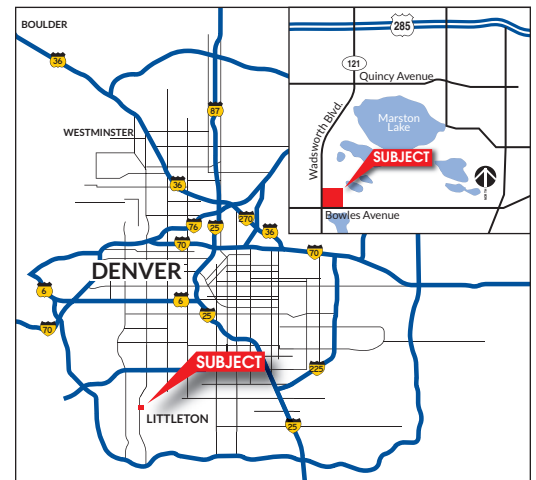 BOULDER
36
87
WESTMINSTER
36
76
25
270
36
70
70
DENVER
6
6
25
70
SUBJECT
225
LITTLETON
25
285
121
Quincy Avenue
Wadsworth Blvd.
Marston
Lake
SUBJECT
Bowles Avenue